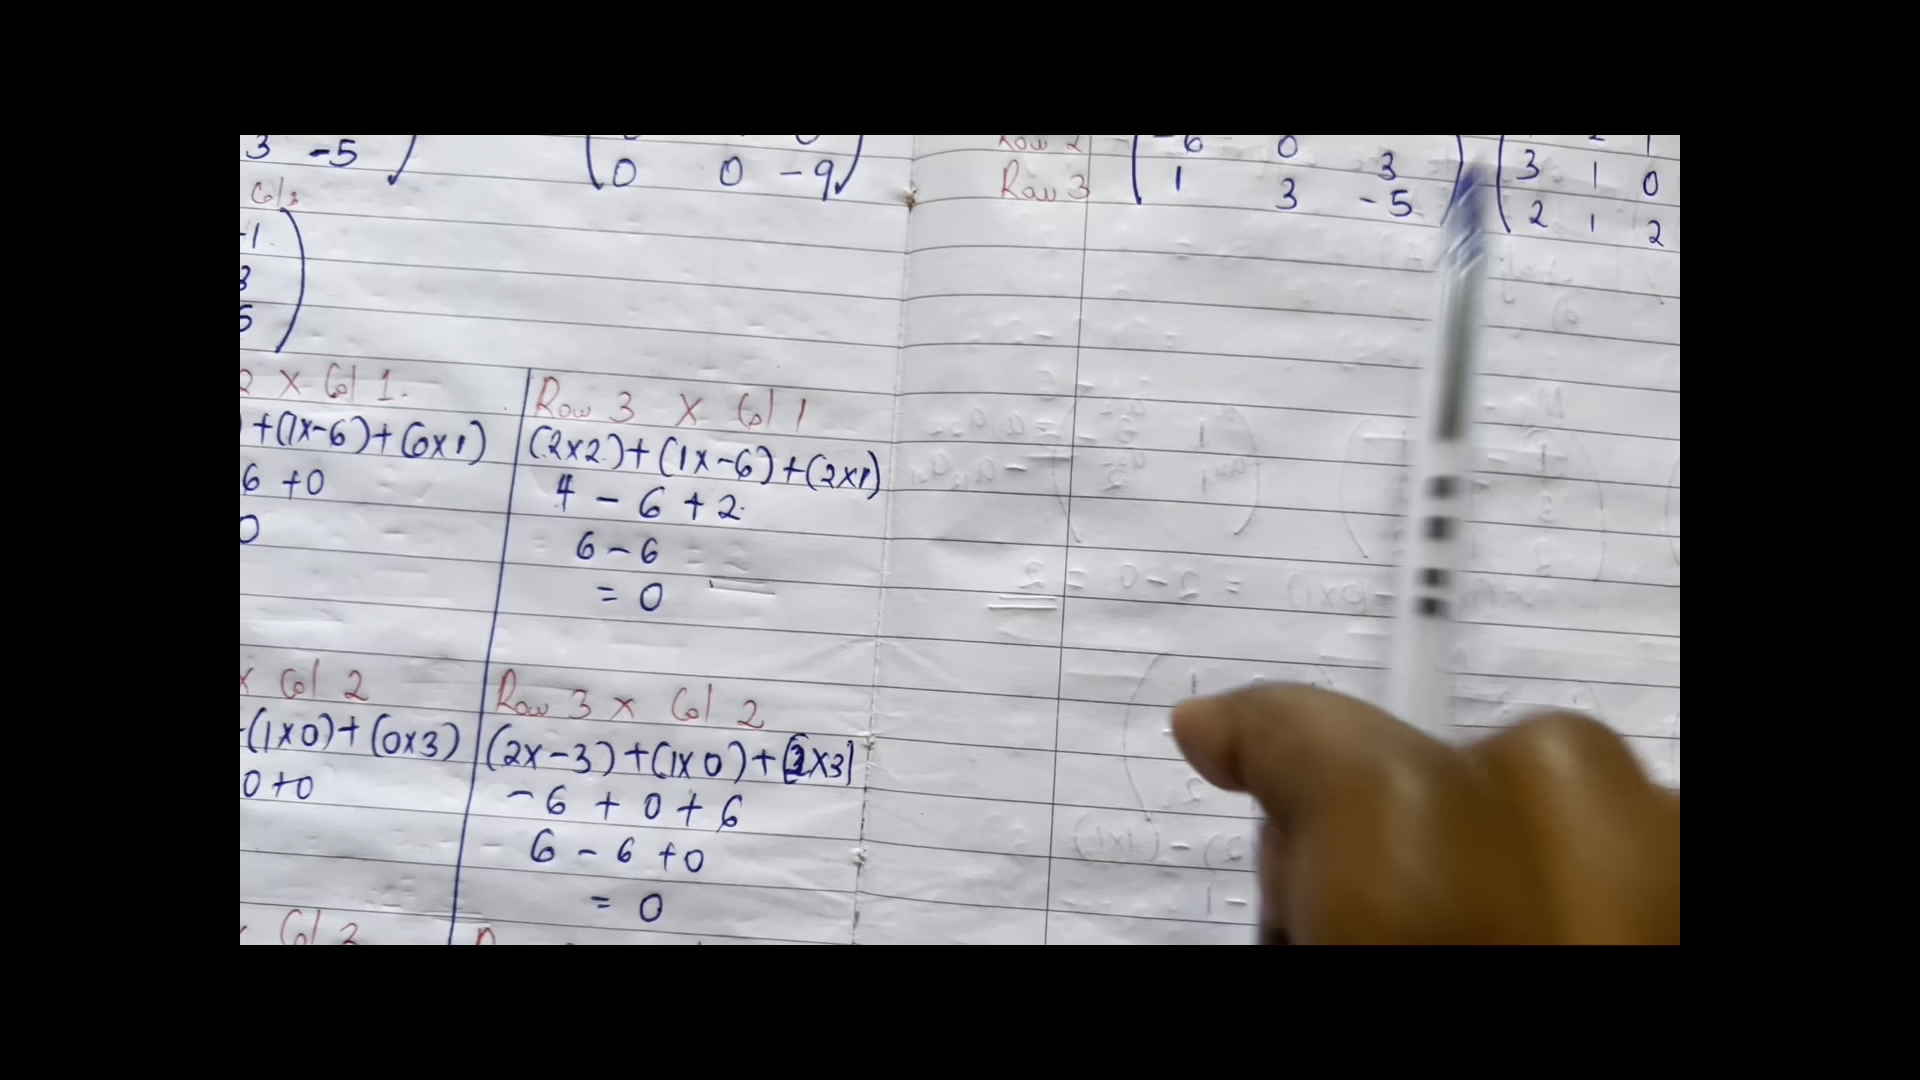 3 -5
0 0 -9
Col 3
-1
3
5
2 X Col 1.
+(1x-6)+(0x1)
6 +0
0
Row 3 X Col 1
(2x2)+(1x-6)+(2x1)
4 - 6 + 2
6 - 6
= 0
x Col 2
(1x0)+(0x3)
0+0
Row 3 x Col 2
(2x-3)+(1x0)+(2x3)
-6 + 0 + 6
6 - 6 +0
= 0
Col 3
Row 2 -6 0 3
Row 3 1 3 -5
3 1 0
2 1 2